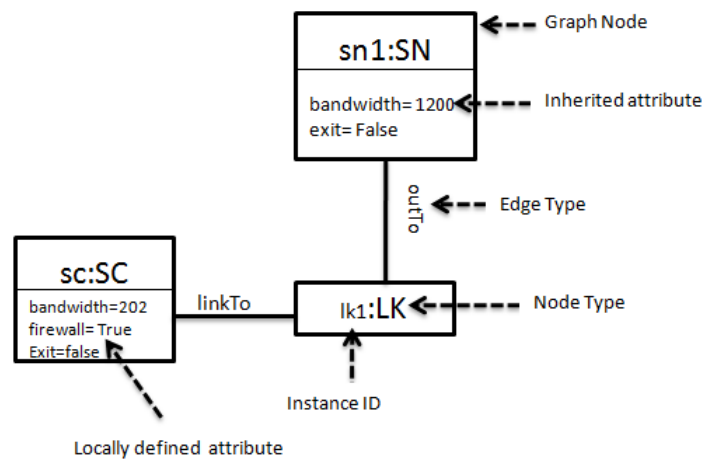 Graph Node
sn1:SN
bandwidth= 1200
Inherited attribute
exit= False
outTo
Edge Type
sc:SC
bandwidth=202
firewall= True
Exit=false
linkTo
lk1:LK
Node Type
Instance ID
Locally defined attribute